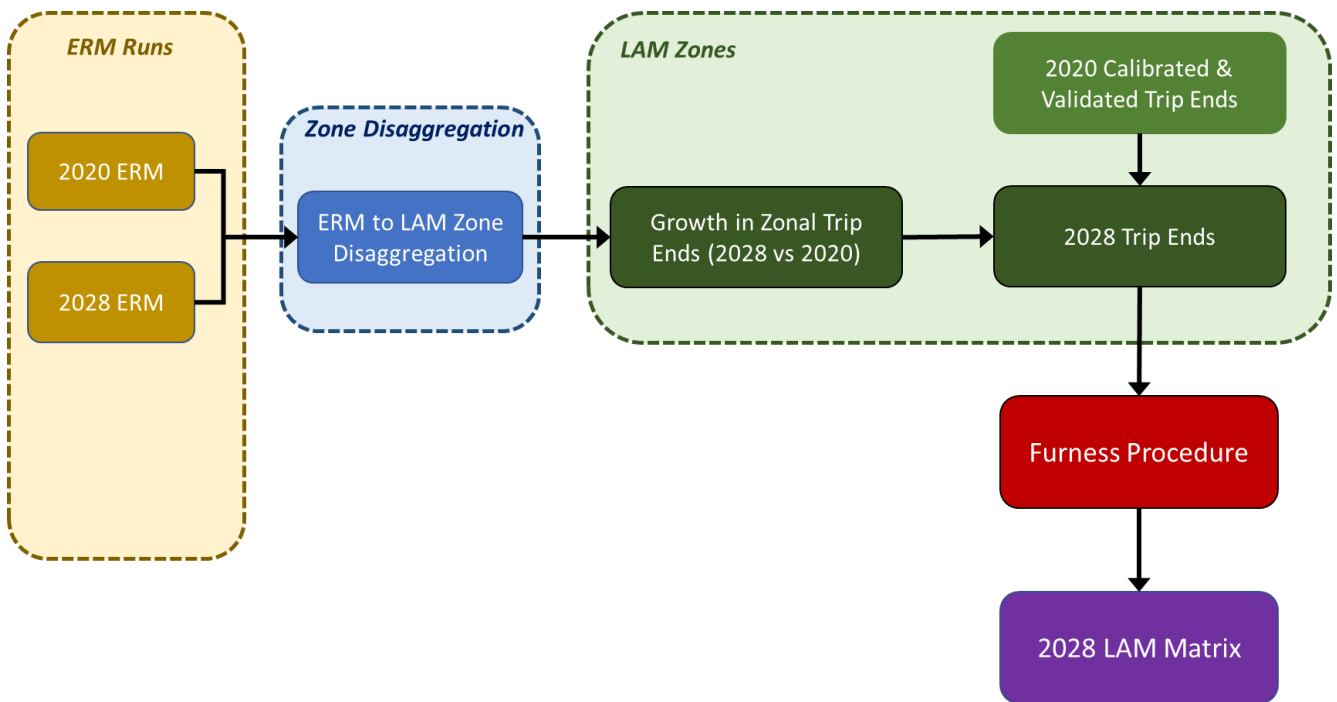 ERM Runs
2020 ERM
2028 ERM
Zone Disaggregation
ERM to LAM Zone
Disaggregation
LAM Zones
Growth in Zonal Trip
Ends (2028 vs 2020)
2020 Calibrated &
Validated Trip Ends
2028 Trip Ends
Furness Procedure
2028 LAM Matrix